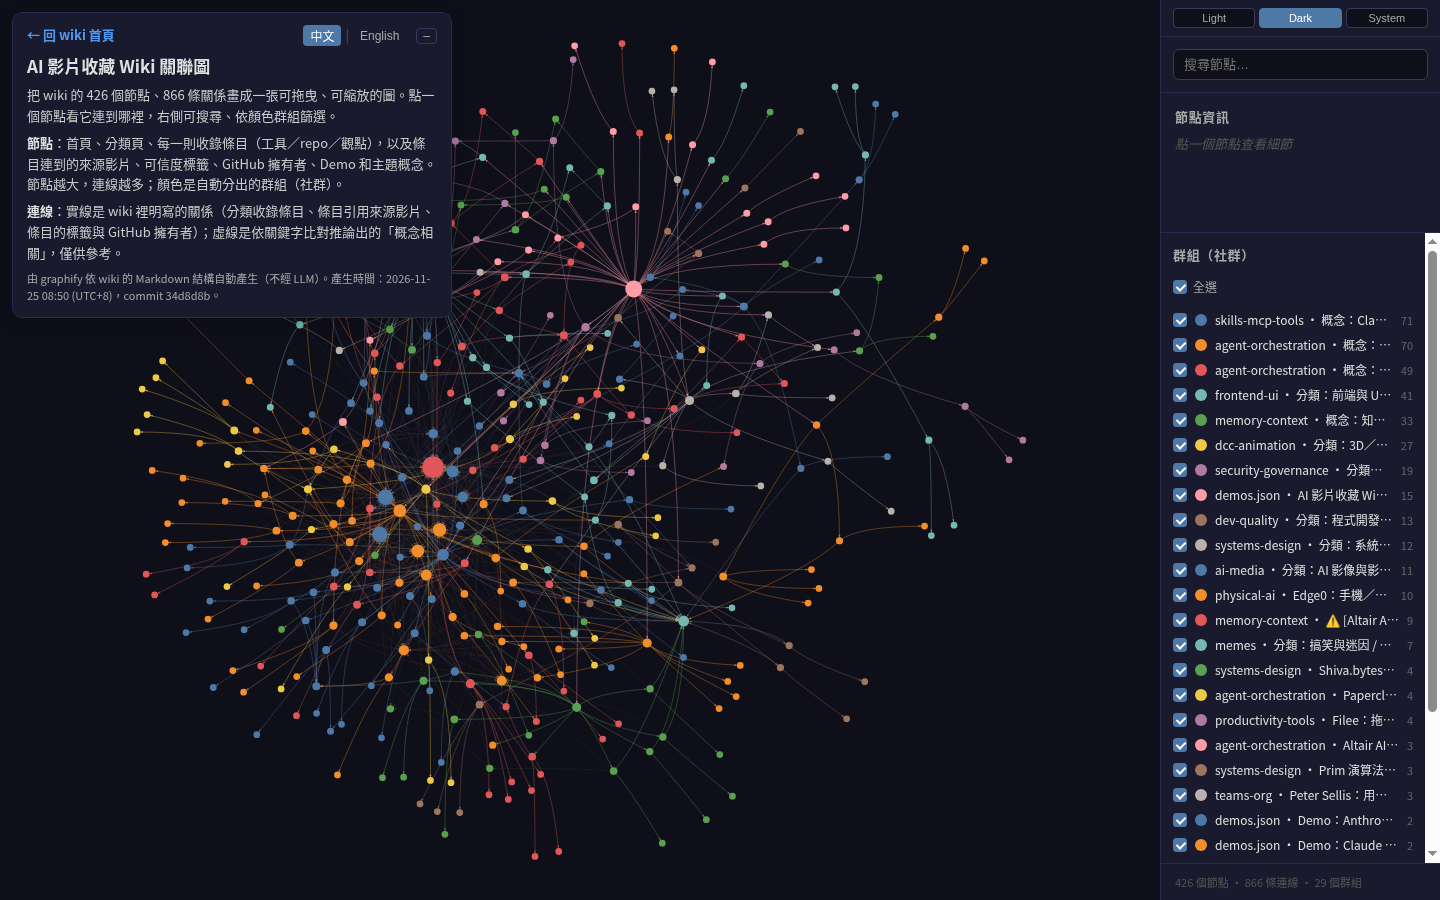 ← 回 wiki 首頁
中文 | English –
AI 影片收藏 Wiki 關聯圖
把 wiki 的 426 個節點、866 條關係畫成一張可拖曳、可縮放的圖。點一
個節點看它連到哪裡，右側可搜尋、依顏色群組篩選。
節點：首頁、分類頁、每一則收錄條目（工具／repo／觀點），以及條
目連到的來源影片、可信度標籤、GitHub 擁有者、Demo 和主題概念。
節點越大，連線越多；顏色是自動分出的群組（社群）。
連線：實線是 wiki 裡明寫的關係（分類收錄條目、條目引用來源影片、
條目的標籤與 GitHub 擁有者）；虛線是依關鍵字比對推論出的「概念相
關」，僅供參考。
由 graphify 依 wiki 的 Markdown 結構自動產生（不經 LLM）。產生時間：2026-11-
25 08:50 (UTC+8)，commit 34d8d8b。
Light Dark System
搜尋節點…
節點資訊
點一個節點查看細節
群組（社群）
全選
skills-mcp-tools · 概念：Cla… 71
agent-orchestration · 概念：… 70
agent-orchestration · 概念：… 49
frontend-ui · 分類：前端與 U… 41
memory-context · 概念：知… 33
dcc-animation · 分類：3D／… 27
security-governance · 分類… 19
demos.json · AI 影片收藏 Wi… 15
dev-quality · 分類：程式開發… 13
systems-design · 分類：系統… 12
ai-media · 分類：AI 影像與影… 11
physical-ai · Edge0：手機／… 10
memory-context · ⚠️ [Altair A… 9
memes · 分類：搞笑與迷因 / … 7
systems-design · Shiva.bytes… 4
agent-orchestration · Papercl… 4
productivity-tools · Filee：拖… 4
agent-orchestration · Altair AI… 3
systems-design · Prim 演算法… 3
teams-org · Peter Sellis：用… 3
demos.json · Demo：Anthro… 2
demos.json · Demo：Claude … 2
426 個節點 · 866 條連線 · 29 個群組